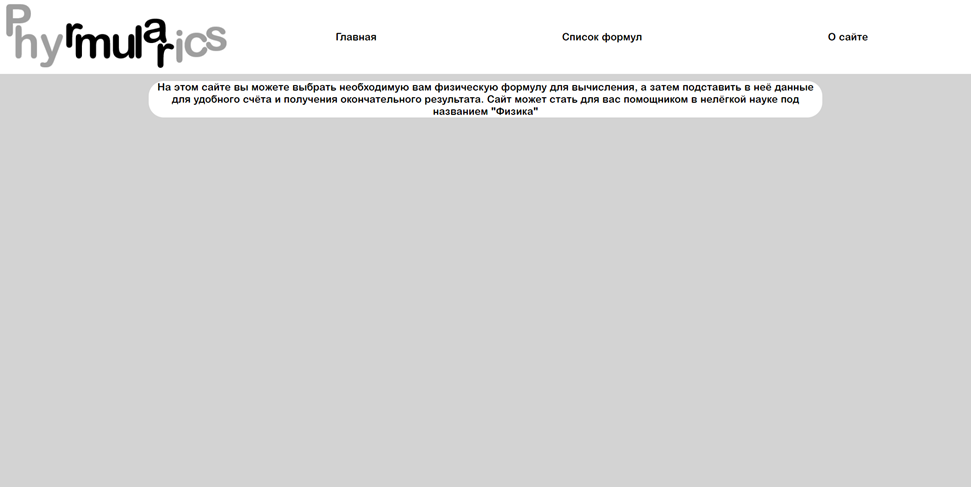 Phyrmularics
Главная
Список формул
О сайте
На этом сайте вы можете выбрать необходимую вам физическую формулу для вычисления, а затем подставить в неё данные
для удобного счёта и получения окончательного результата. Сайт может стать для вас помощником в нелёгкой науке под
названием "Физика"